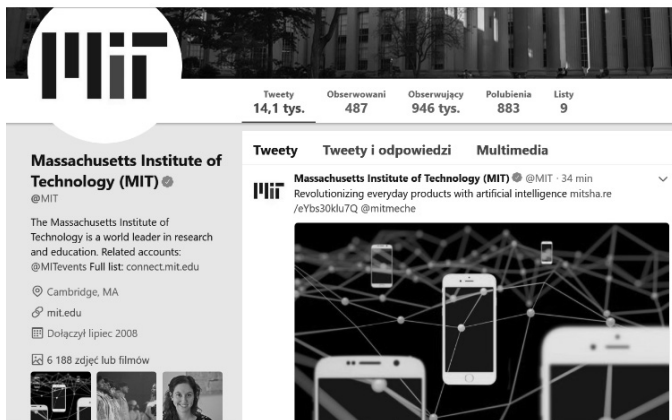 MiT
Tweety Obserwowani Obserwujący Polubienia Listy
14,1 tys. 487 946 tys. 883 9
Massachusetts Institute of
Technology (MIT)
@MIT
The Massachusetts Institute of
Technology is a world leader in research
and education. Related accounts:
@MITevents Full list: connect.mit.edu
Cambridge, MA
mit.edu
Dołączył lipiec 2008
6 188 zdjęć lub filmów
Tweety Tweety i odpowiedzi Multimedia
MiT
Massachusetts Institute of Technology (MIT) @MIT · 34 min
Revolutionizing everyday products with artificial intelligence mitsha.re
/eYbs30klu7Q @mitmeche